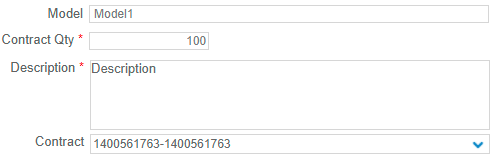 Model Model1
Contract Qty * 100
Description * Description
Contract 1400561763-1400561763